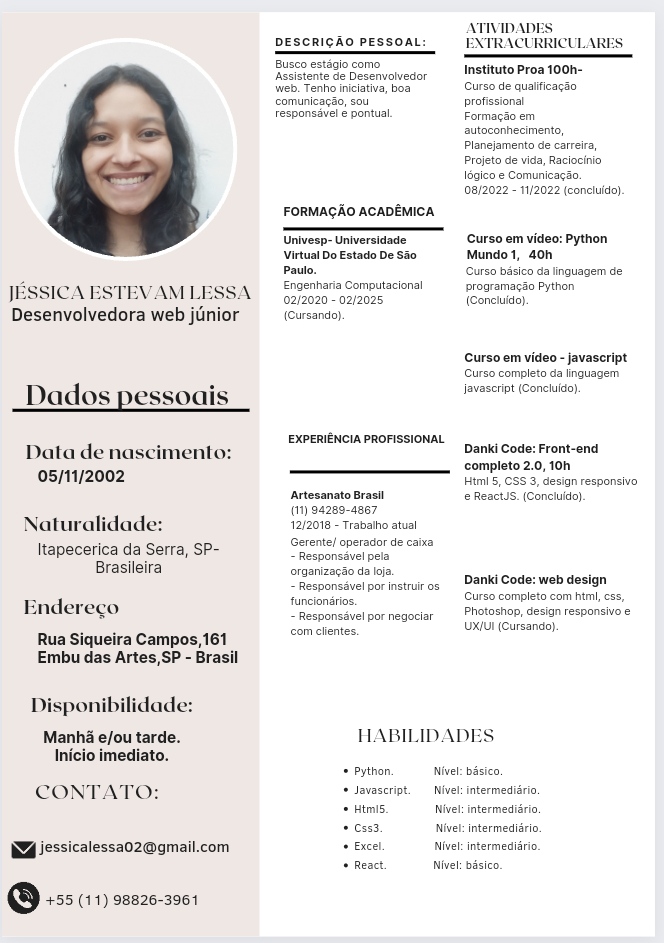 JÉSSICA ESTEVAM LESSA
Desenvolvedora web júnior
Dados pessoais
Data de nascimento:
05/11/2002
Naturalidade:
Itapecerica da Serra, SP-
Brasileira
Endereço
Rua Siqueira Campos,161
Embu das Artes,SP - Brasil
Disponibilidade:
Manhã e/ou tarde.
Início imediato.
CONTATO:
jessicalessa02@gmail.com
+55 (11) 98826-3961
DESCRIÇÃO PESSOAL:
Busco estágio como
Assistente de Desenvolvedor
web. Tenho iniciativa, boa
comunicação, sou
responsável e pontual.
FORMAÇÃO ACADÊMICA
Univesp- Universidade
Virtual Do Estado De São
Paulo.
Engenharia Computacional
02/2020 - 02/2025
(Cursando).
EXPERIÊNCIA PROFISSIONAL
Artesanato Brasil
(11) 94289-4867
12/2018 - Trabalho atual
Gerente/ operador de caixa
- Responsável pela
organização da loja.
- Responsável por instruir os
funcionários.
- Responsável por negociar
com clientes.
ATIVIDADES
EXTRACURRICULARES
Instituto Proa 100h-
Curso de qualificação
profissional
Formação em
autoconhecimento,
Planejamento de carreira,
Projeto de vida, Raciocínio
lógico e Comunicação.
08/2022 - 11/2022 (concluído).
Curso em vídeo: Python
Mundo 1, 40h
Curso básico da linguagem de
programação Python
(Concluído).
Curso em vídeo - javascript
Curso completo da linguagem
javascript (Concluído).
Danki Code: Front-end
completo 2.0, 10h
Html 5, CSS 3, design responsivo
e ReactJS. (Concluído).
Danki Code: web design
Curso completo com html, css,
Photoshop, design responsivo e
UX/UI (Cursando).
HABILIDADES
• Python. Nível: básico.
• Javascript. Nível: intermediário.
• Html5. Nível: intermediário.
• Css3. Nível: intermediário.
• Excel. Nível: intermediário.
• React. Nível: básico.